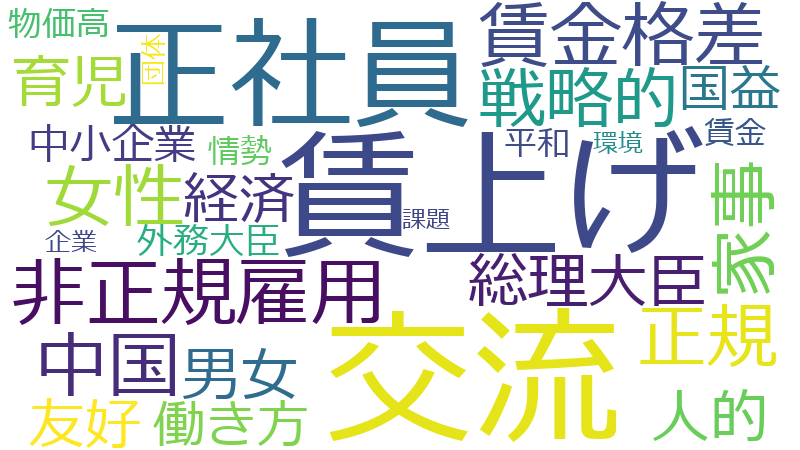 物価高
団体
正社員
賃金格差
育児
戦略的
国益
中小企業
情勢
賃上げ
平和
環境
賃金
女性
経済
課題
家事
企業
外務大臣
非正規雇用
総理大臣
中国
男女
交流
正規
友好
働き方
人的